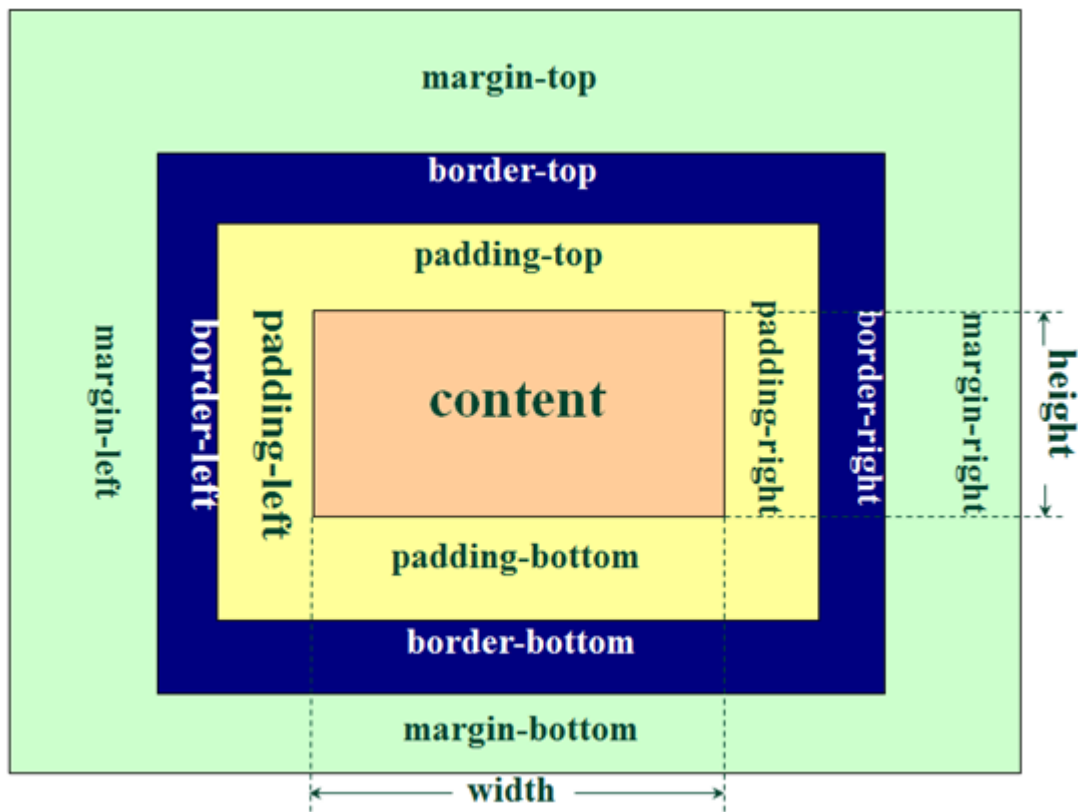 margin-top
border-top
padding-top
margin-left
border-left
padding-left
content
padding-right
border-right
margin-right
height
padding-bottom
border-bottom
margin-bottom
width